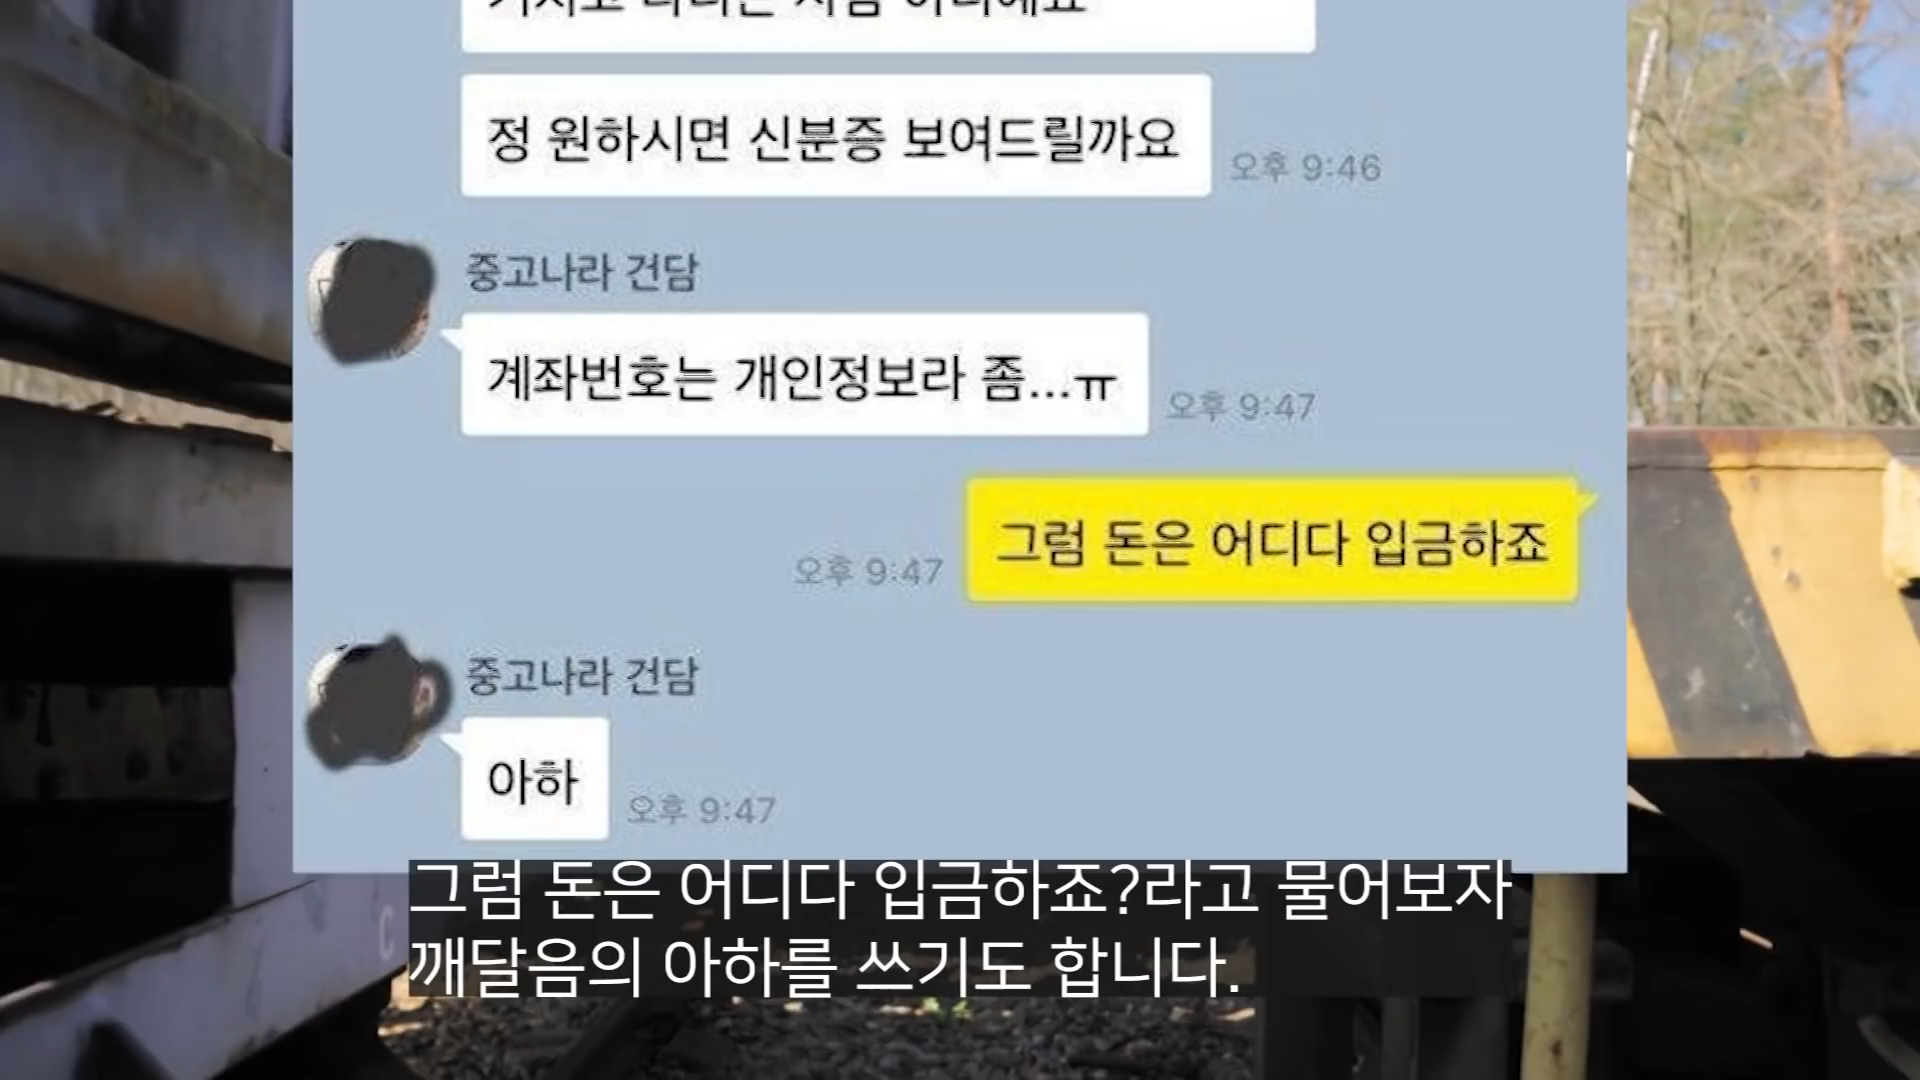 정 원하시면 신분증 보여드릴까요
오후 9:46
중고나라 건담
계좌번호는 개인정보라 좀...ㅠ
오후 9:47
그럼 돈은 어디다 입금하죠
오후 9:47
중고나라 건담
아하
오후 9:47
그럼 돈은 어디다 입금하죠?라고 물어보자
깨달음의 아하를 쓰기도 합니다.
C